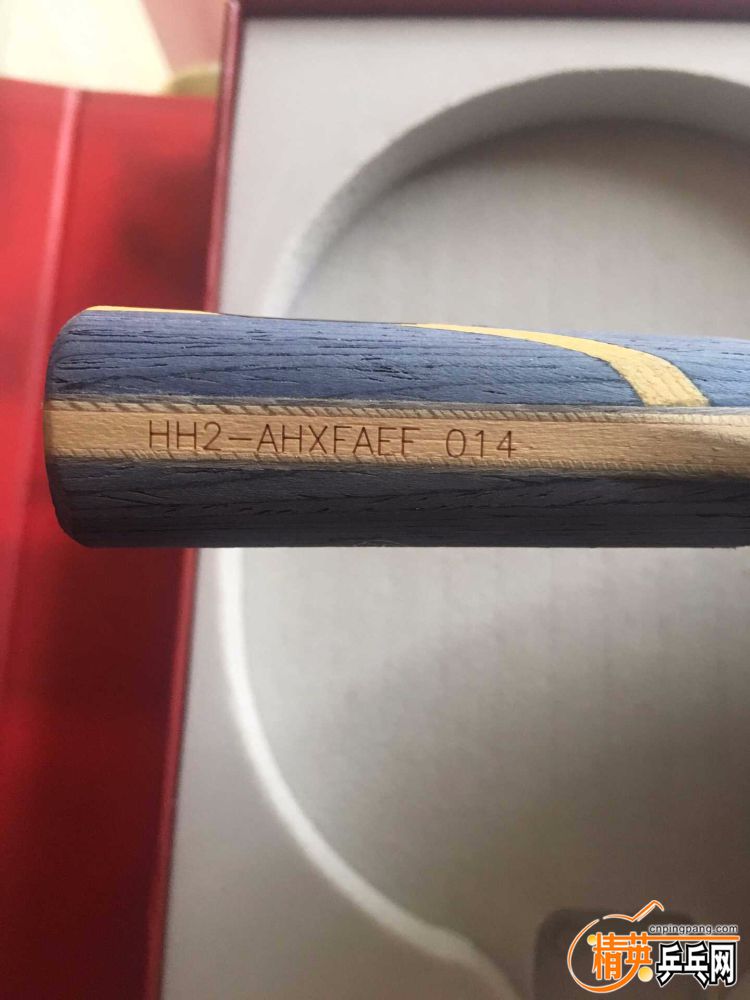 HH2-AHXFAEF 014
cnpingpang.com
精英乒乓网